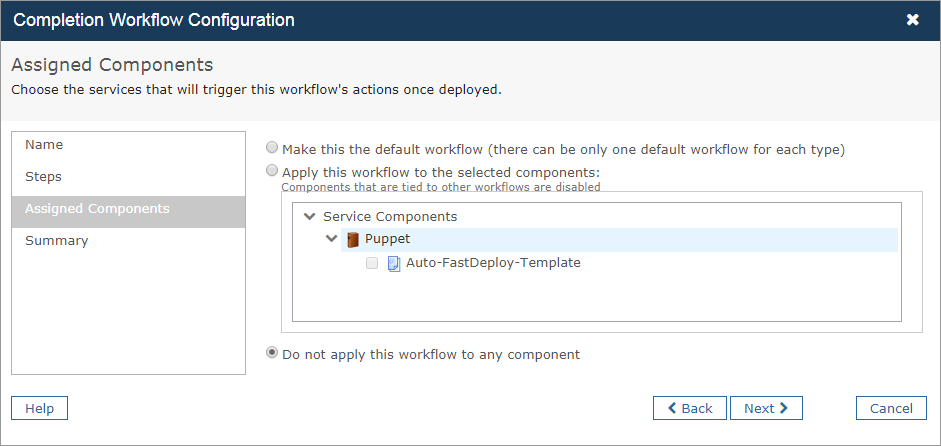 Completion Workflow Configuration
Assigned Components
Choose the services that will trigger this workflow's actions once deployed.
Name
Steps
Assigned Components
Summary
Make this the default workflow (there can be only one default workflow for each type)
Apply this workflow to the selected components:
Components that are tied to other workflows are disabled
Service Components
Puppet
Auto-FastDeploy-Template
Do not apply this workflow to any component
Help
Back
Next
Cancel